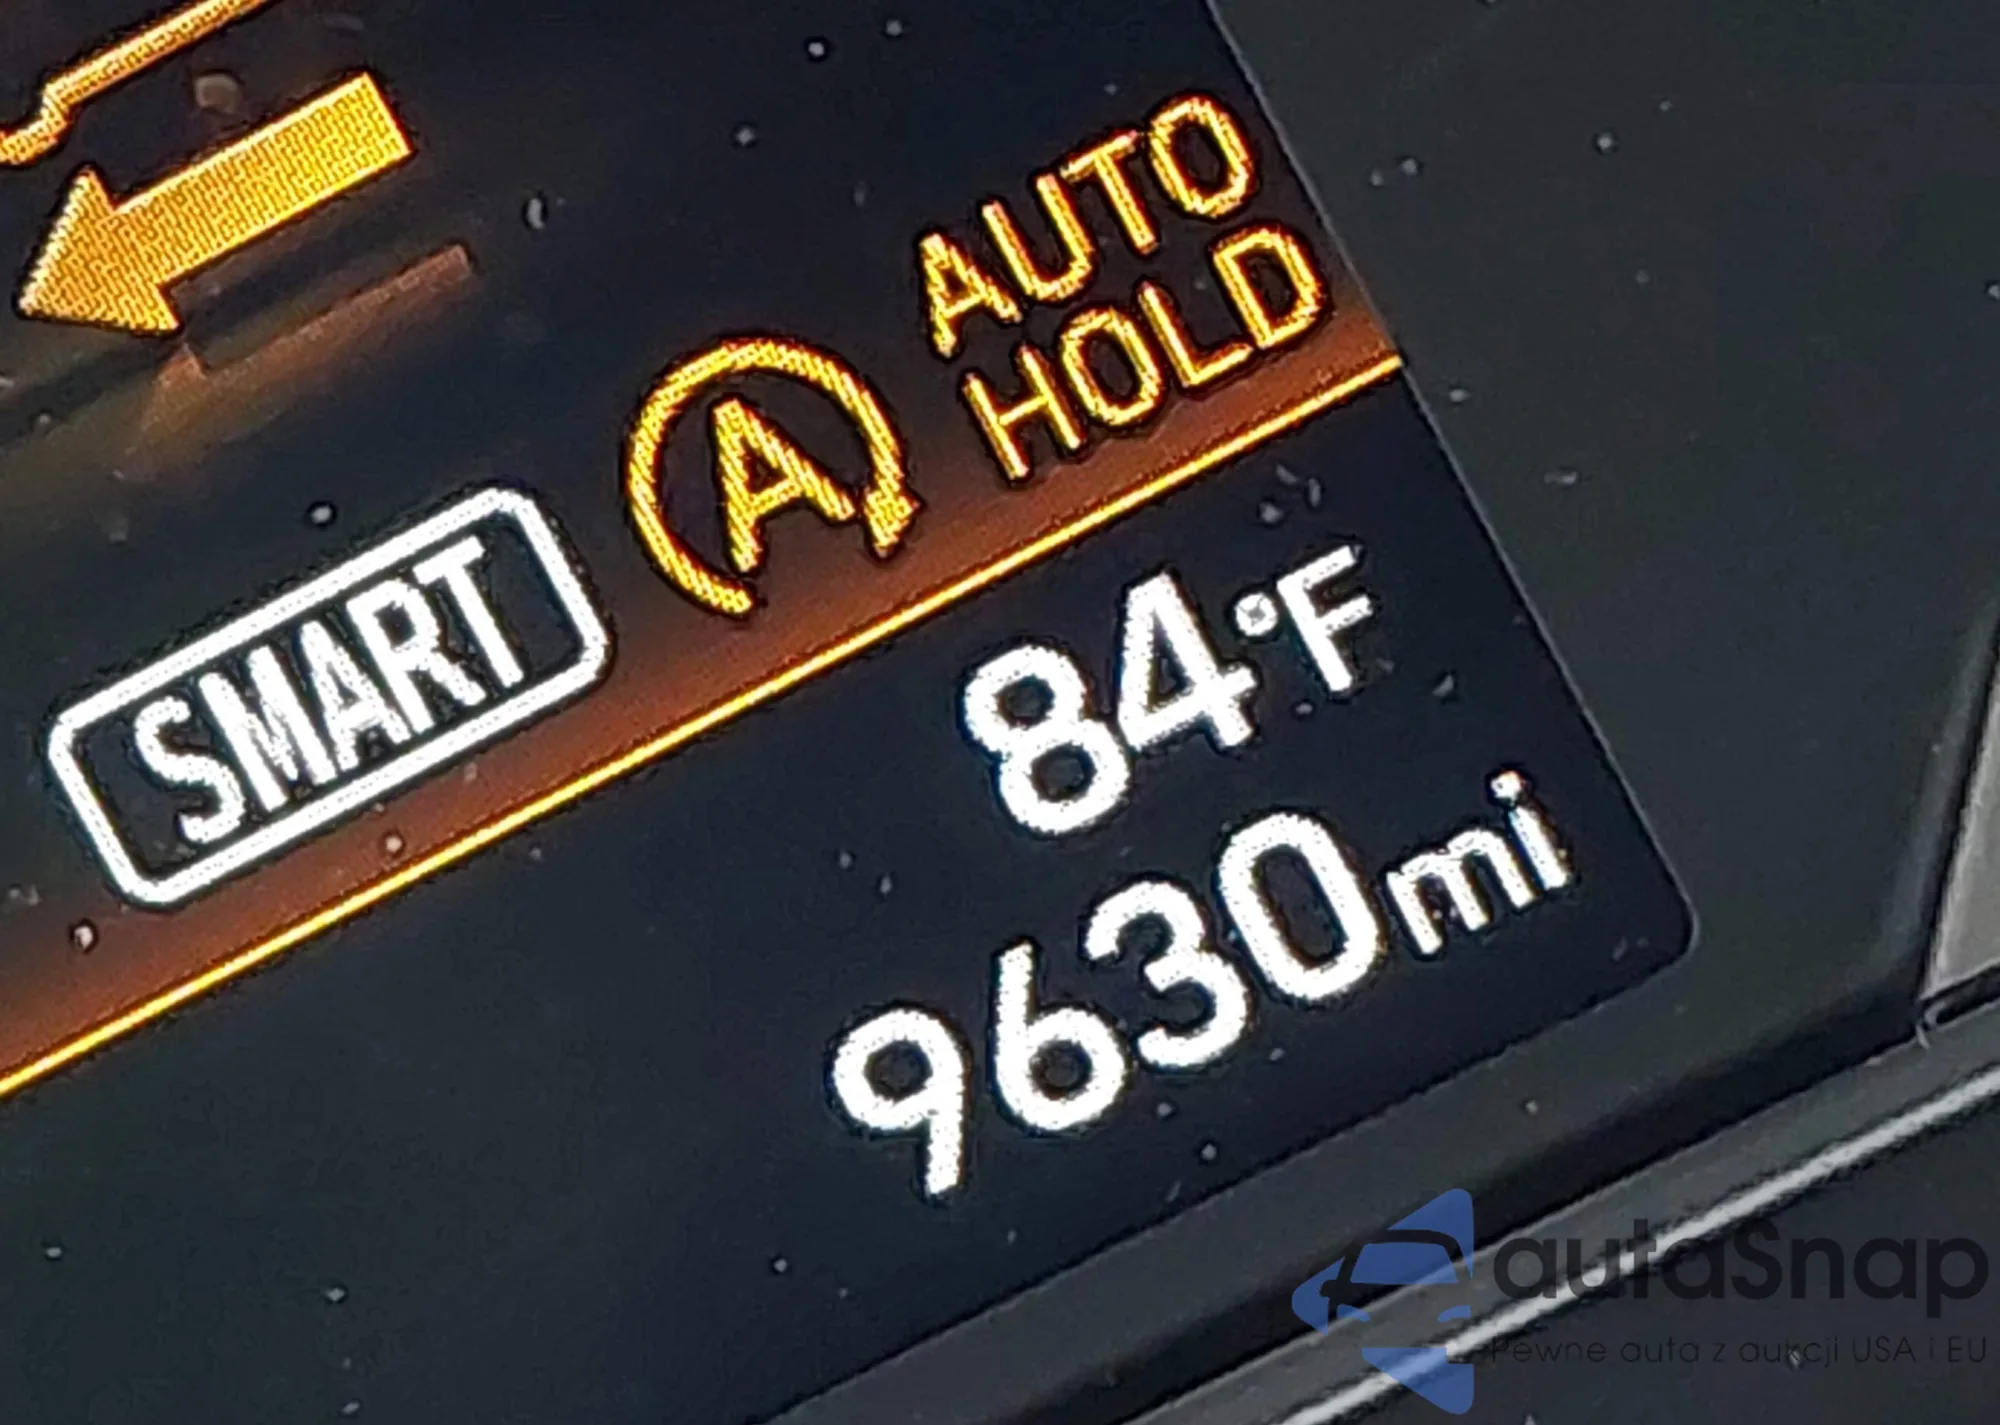 AUTO
HOLD
A
SMART
84°F
9630mi
autaSnap
Pewne auta z aukcji USA i EU